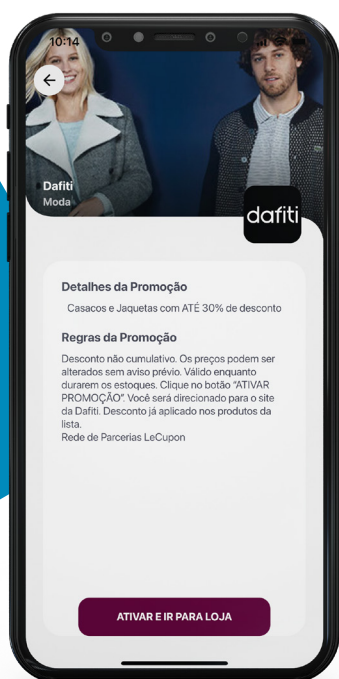 10:14
Dafiti
Moda
dafiti
Detalhes da Promoção
Casacos e Jaquetas com ATÉ 30% de desconto
Regras da Promoção
Desconto não cumulativo. Os preços podem ser
alterados sem aviso prévio. Válido enquanto
durarem os estoques. Clique no botão “ATIVAR
PROMOÇÃO”. Você será direcionado para o site
da Dafiti. Desconto já aplicado nos produtos da
lista.
Rede de Parcerias LeCupon
ATIVAR E IR PARA LOJA